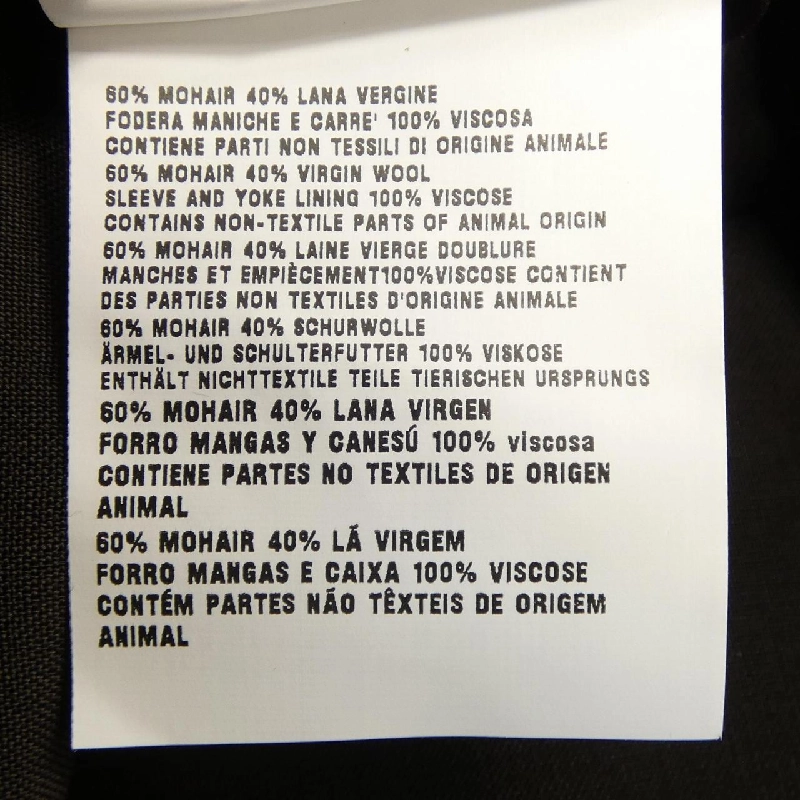 60% MOHAIR 40% LANA VERGINE
FODERA MANICHE E CARRE' 100% VISCOSA
CONTIENE PARTI NON TESSILI DI ORIGINE ANIMALE
60% MOHAIR 40% VIRGIN WOOL
SLEEVE AND YOKE LINING 100% VISCOSE
CONTAINS NON-TEXTILE PARTS OF ANIMAL ORIGIN
60% MOHAIR 40% LAINE VIERGE DOUBLURE
MANCHES ET EMPIÈCEMENT100%VISCOSE CONTIENT
DES PARTIES NON TEXTILES D'ORIGINE ANIMALE
60% MOHAIR 40% SCHURWOLLE
ÄRMEL- UND SCHULTERFUTTER 100% VISKOSE
ENTHÄLT NICHTTEXTILE TEILE TIERISCHEN URSPRUNGS
60% MOHAIR 40% LANA VIRGEN
FORRO MANGAS Y CANESÚ 100% viscosa
CONTIENE PARTES NO TEXTILES DE ORIGEN
ANIMAL
60% MOHAIR 40% LÃ VIRGEM
FORRO MANGAS E CAIXA 100% VISCOSE
CONTÉM PARTES NÃO TÊXTEIS DE ORIGEM
ANIMAL